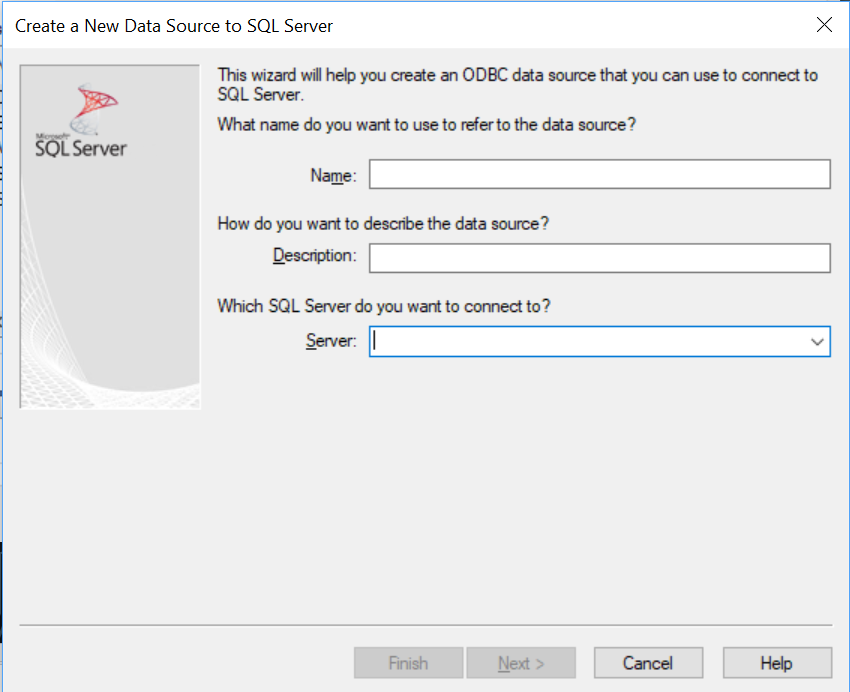 Create a New Data Source to SQL Server
Microsoft
SQL Server
This wizard will help you create an ODBC data source that you can use to connect to
SQL Server.
What name do you want to use to refer to the data source?
Name:
How do you want to describe the data source?
Description:
Which SQL Server do you want to connect to?
Server:
Finish
Next >
Cancel
Help